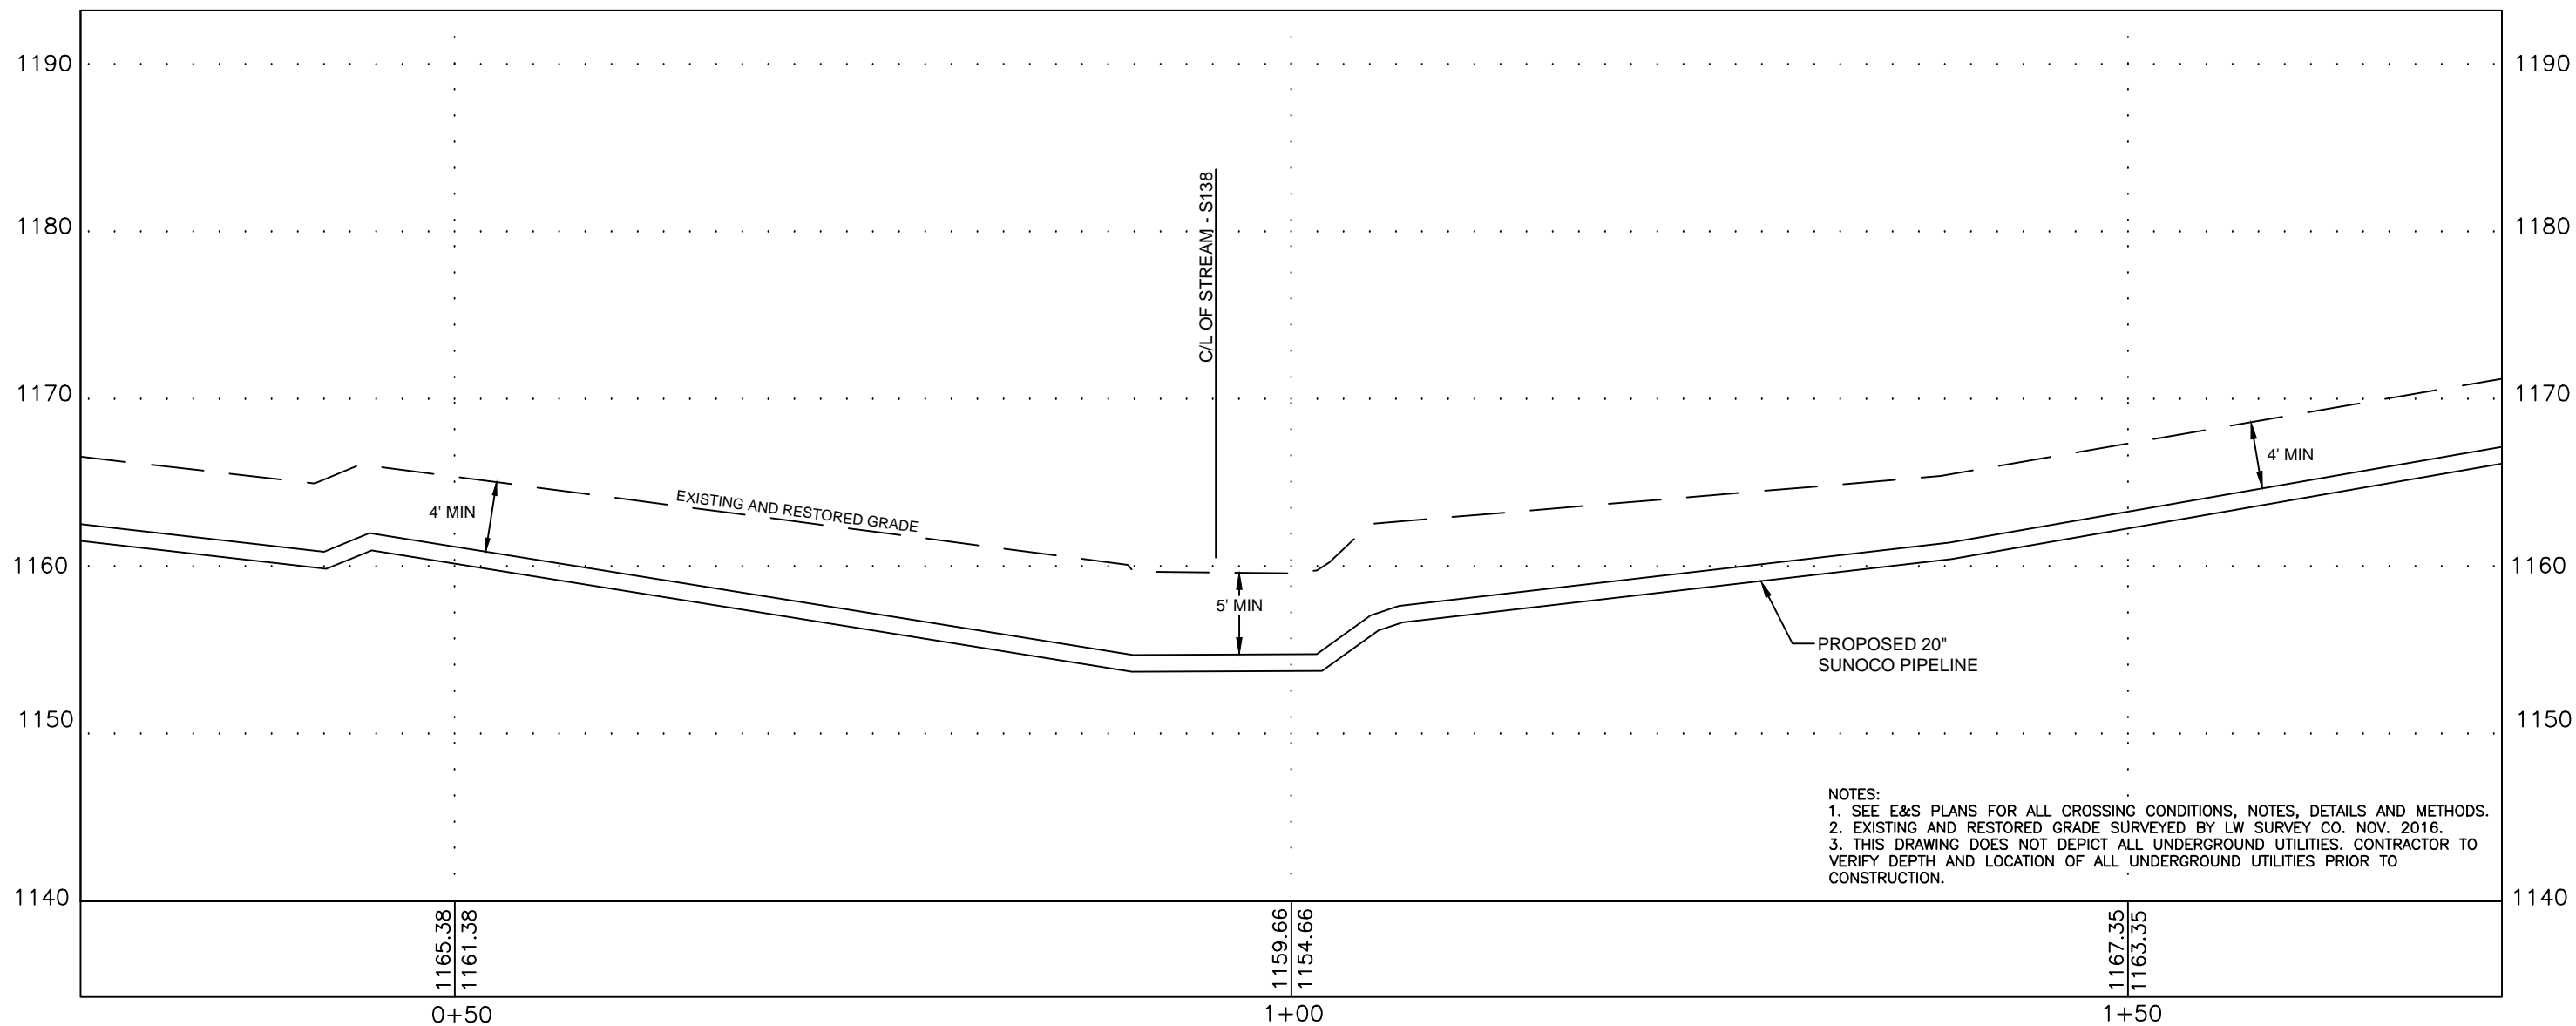 1190 1190
1180 1180
C/L OF STREAM - S138
1170 1170
4' MIN
4' MIN
EXISTING AND RESTORED GRADE
1160 1160
5' MIN
PROPOSED 20"
SUNOCO PIPELINE
1150 1150
NOTES:
1. SEE E&S PLANS FOR ALL CROSSING CONDITIONS, NOTES, DETAILS AND METHODS.
2. EXISTING AND RESTORED GRADE SURVEYED BY LW SURVEY CO. NOV. 2016.
3. THIS DRAWING DOES NOT DEPICT ALL UNDERGROUND UTILITIES. CONTRACTOR TO
VERIFY DEPTH AND LOCATION OF ALL UNDERGROUND UTILITIES PRIOR TO
CONSTRUCTION.
1140 1140
1165.38
1161.38
1159.66
1154.66
1167.35
1163.35
0+50 1+00 1+50